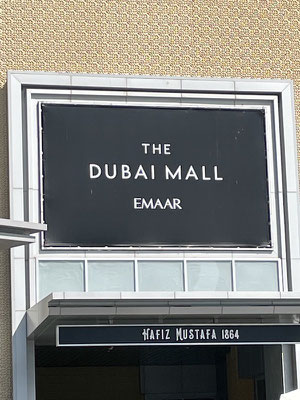 THE
DUBAI MALL
EMAAR
HAFIZ MUSTAFA 1864